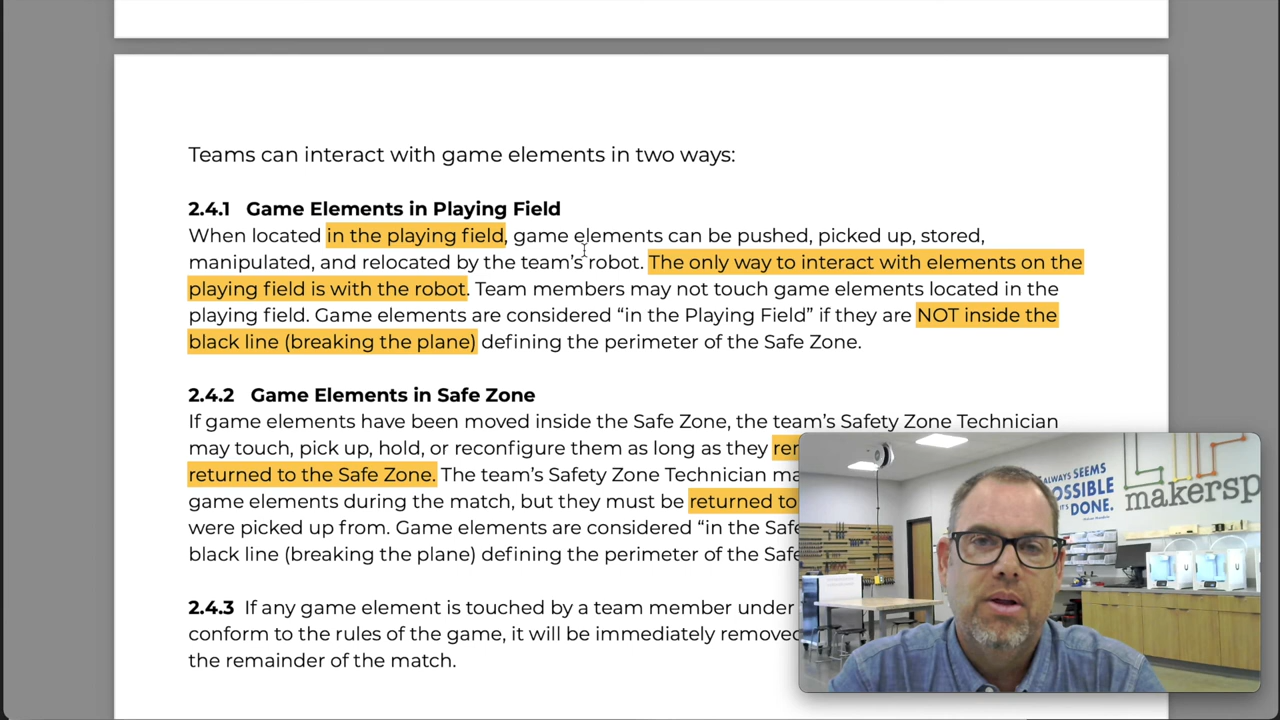 Teams can interact with game elements in two ways:
2.4.1 Game Elements in Playing Field
When located in the playing field, game elements can be pushed, picked up, stored,
manipulated, and relocated by the team's robot. The only way to interact with elements on the
playing field is with the robot. Team members may not touch game elements located in the
playing field. Game elements are considered “in the Playing Field” if they are NOT inside the
black line (breaking the plane) defining the perimeter of the Safe Zone.
2.4.2 Game Elements in Safe Zone
If game elements have been moved inside the Safe Zone, the team's Safety Zone Technician
may touch, pick up, hold, or reconfigure them as long as they
returned to the Safe Zone. The team's Safety Zone Technician
game elements during the match, but they must be returned to
were picked up from. Game elements are considered “in the
black line (breaking the plane) defining the perimeter of the
2.4.3 If any game element is touched by a team member under
conform to the rules of the game, it will be immediately removed
the remainder of the match.
ALWAYS SEEMS
POSSIBLE
IT'S DONE.
makersp